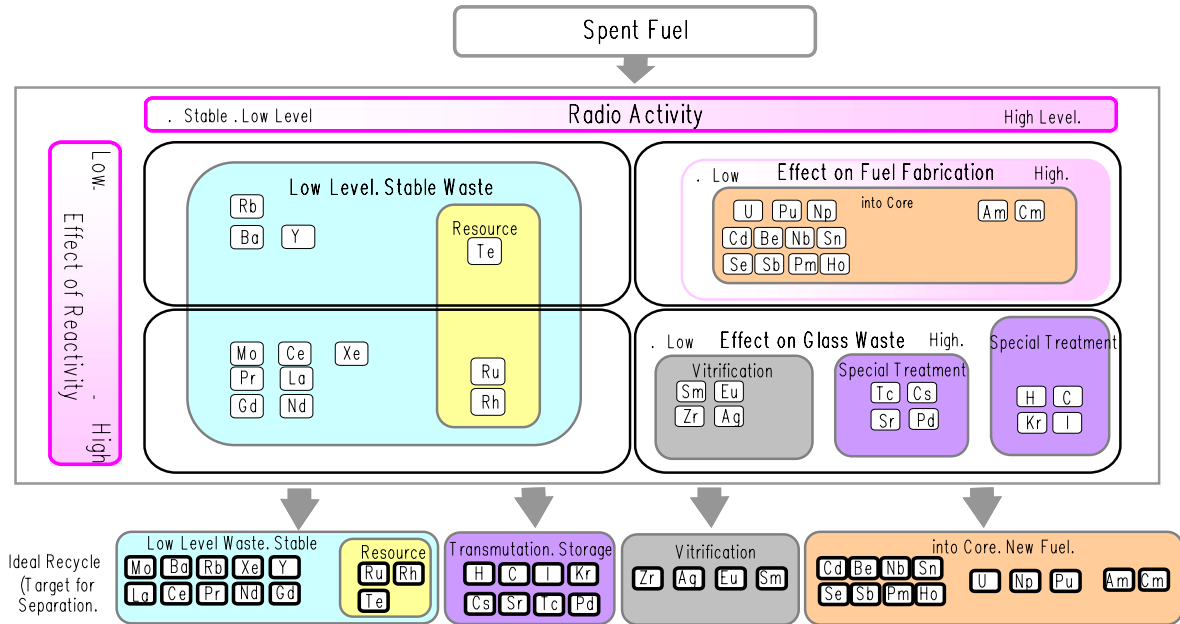 Spent Fuel
. Stable . Low Level Radio Activity High Level.
Low. Effect of Reactivity - High
Low Level. Stable Waste
Rb
Ba Y
Resource
Te
Mo Ce Xe
Pr La
Gd Nd
Ru
Rh
. Low Effect on Fuel Fabrication High.
into Core
U Pu Np Am Cm
Cd Be Nb Sn
Se Sb Pm Ho
. Low Effect on Glass Waste High.
Vitrification
Sm Eu
Zr Ag
Special Treatment
Tc Cs
Sr Pd
Special Treatment
H C
Kr I
Ideal Recycle
(Target for
Separation.
Low Level Waste. Stable
Mo Ba Rb Xe Y
La Ce Pr Nd Gd
Resource
Ru Rh
Te
Transmutation. Storage
H C I Kr
Cs Sr Tc Pd
Vitrification
Zr Ag Eu Sm
into Core. New Fuel.
Cd Be Nb Sn
Se Sb Pm Ho
U Np Pu Am Cm